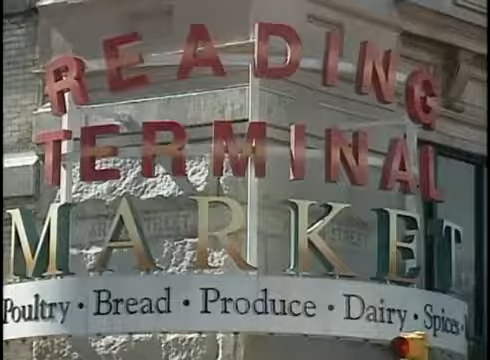 READING
TERMINAL
MARKET
Poultry · Bread · Produce · Dairy · Spices ·